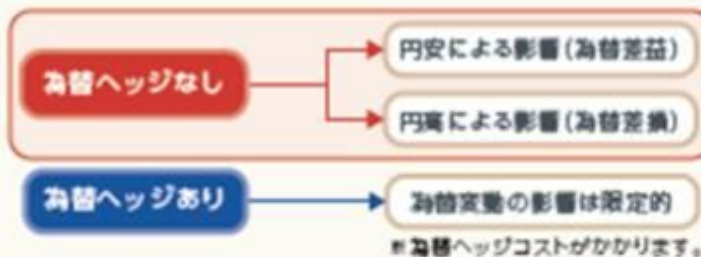 為替ヘッジなし
円安による影響(為替差益)
円高による影響(為替差損)
為替ヘッジあり
為替変動の影響は限定的
※為替ヘッジコストがかかります。